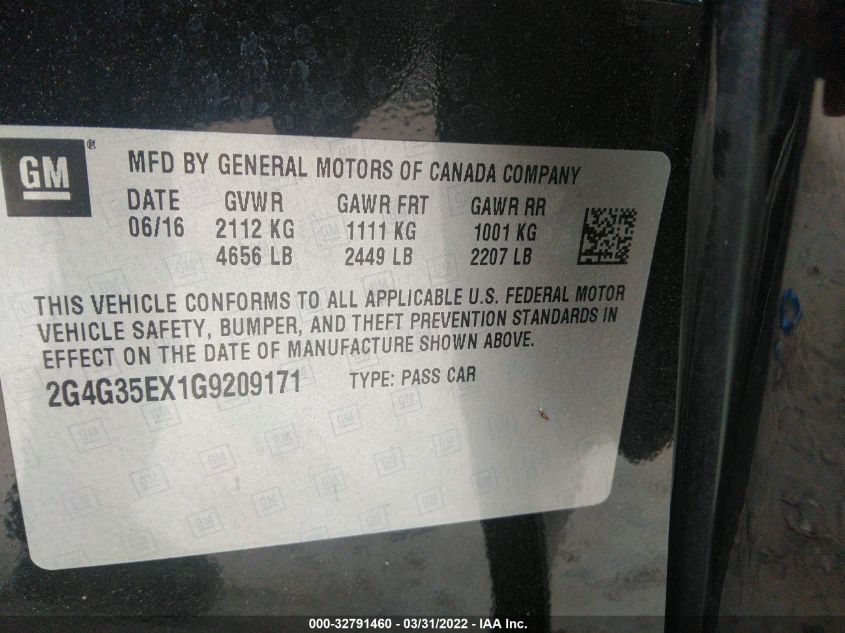 GM®
MFD BY GENERAL MOTORS OF CANADA COMPANY
DATE GVWR GAWR FRT GAWR RR
06/16 2112 KG 1111 KG 1001 KG
4656 LB 2449 LB 2207 LB
THIS VEHICLE CONFORMS TO ALL APPLICABLE U.S. FEDERAL MOTOR
VEHICLE SAFETY, BUMPER, AND THEFT PREVENTION STANDARDS IN
EFFECT ON THE DATE OF MANUFACTURE SHOWN ABOVE.
2G4G35EX1G9209171 TYPE: PASS CAR
000-32791460 - 03/31/2022 - IAA Inc.